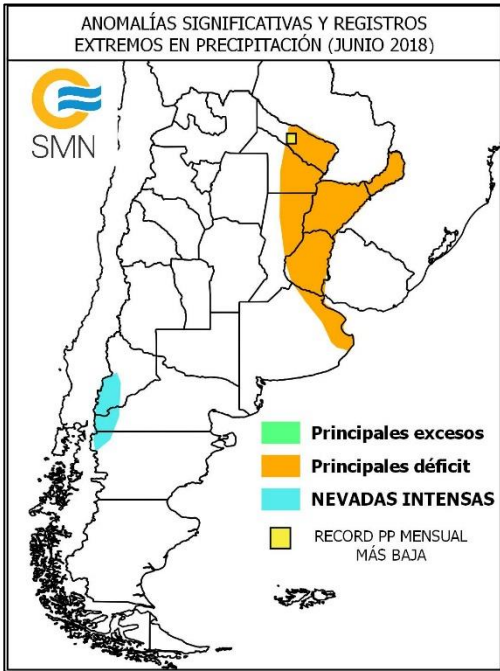 ANOMALÍAS SIGNIFICATIVAS Y REGISTROS
EXTREMOS EN PRECIPITACIÓN (JUNIO 2018)
SMN
Principales excesos
Principales déficit
NEVADAS INTENSAS
RECORD PP MENSUAL
MÁS BAJA